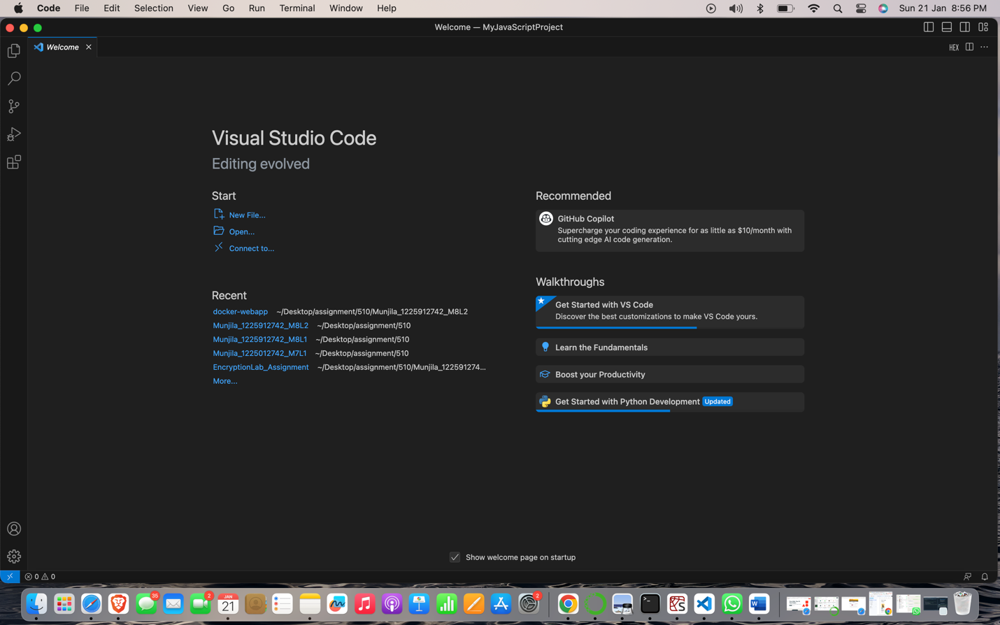 Code File Edit Selection View Go Run Terminal Window Help Sun 21 Jan 8:56 PM
Welcome — MyJavaScriptProject
Welcome
HEX
Visual Studio Code
Editing evolved
Start
New File...
Open...
Connect to...
Recent
docker-webapp ~/Desktop/assignment/510/Munjila_1225912742_M8L2
Munjila_1225912742_M8L2 ~/Desktop/assignment/510
Munjila_1225912742_M8L1 ~/Desktop/assignment/510
Munjila_1225012742_M7L1 ~/Desktop/assignment/510
EncryptionLab_Assignment ~/Desktop/assignment/510/Munjila_122591274...
More...
Recommended
GitHub Copilot
Supercharge your coding experience for as little as $10/month with
cutting edge AI code generation.
Walkthroughs
Get Started with VS Code
Discover the best customizations to make VS Code yours.
Learn the Fundamentals
Boost your Productivity
Get Started with Python Development Updated
Show welcome page on startup
0 0
35 2 JAN 21 2